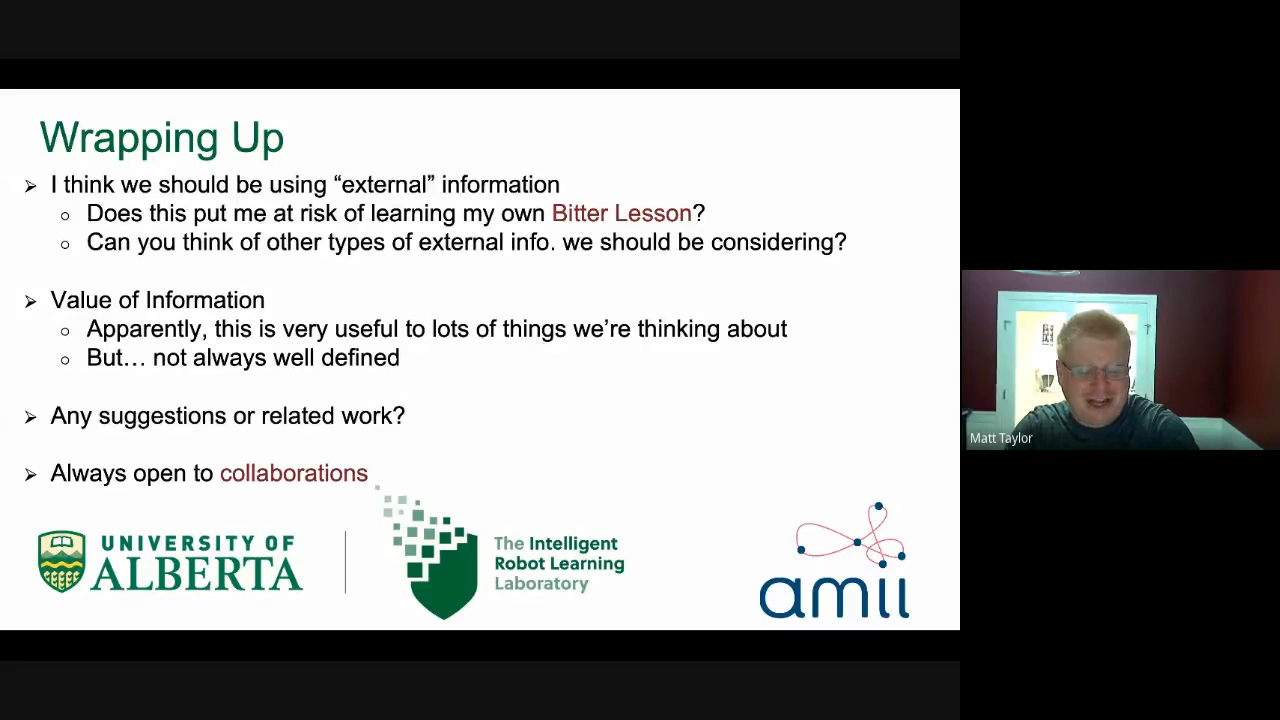 Wrapping Up
➢ I think we should be using “external” information
○ Does this put me at risk of learning my own Bitter Lesson?
○ Can you think of other types of external info. we should be considering?
➢ Value of Information
○ Apparently, this is very useful to lots of things we’re thinking about
○ But… not always well defined
➢ Any suggestions or related work?
➢ Always open to collaborations
UNIVERSITY OF
ALBERTA
The Intelligent
Robot Learning
Laboratory
amii
Matt Taylor